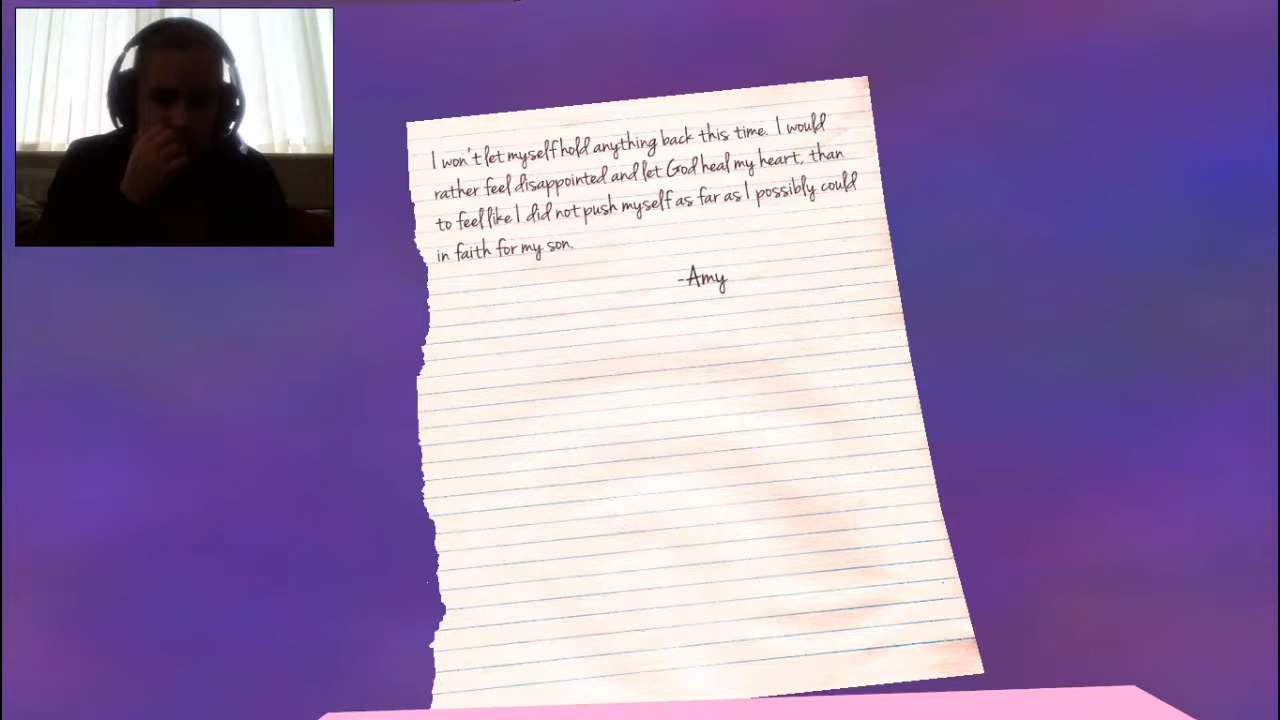 I won't let myself hold anything back this time. I would
rather feel disappointed and let God heal my heart, than
to feel like I did not push myself as far as I possibly could
in faith for my son.
-Amy